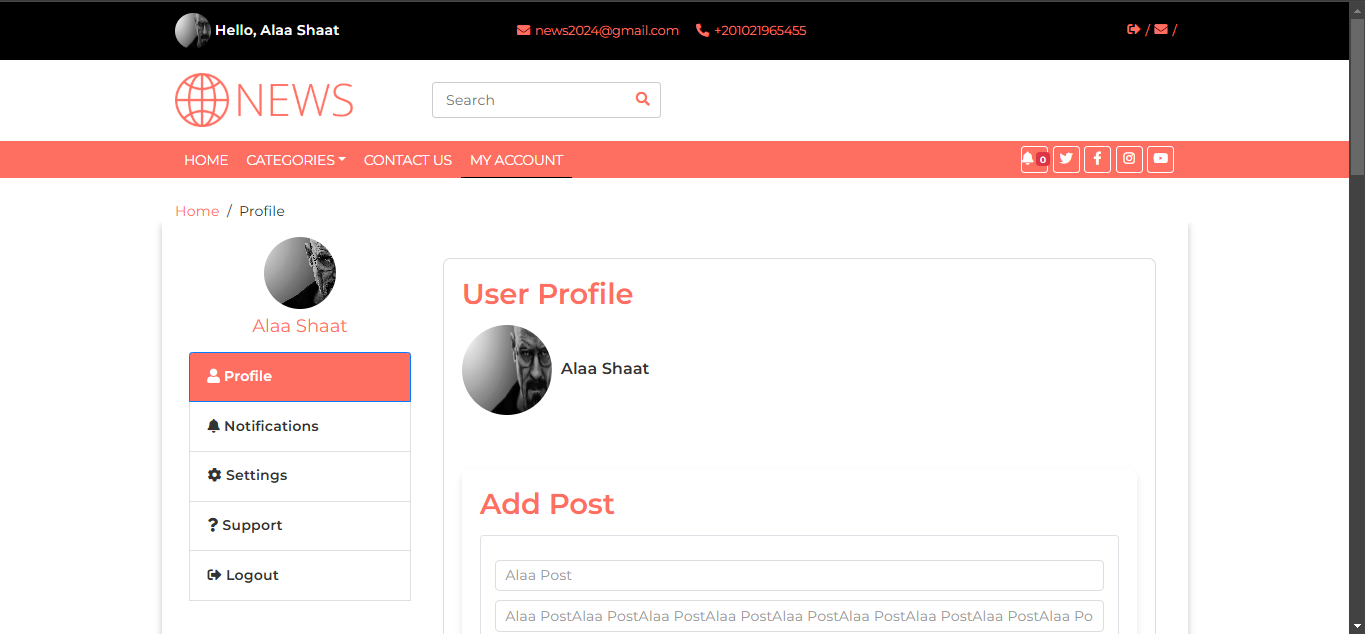 Hello, Alaa Shaat
news2024@gmail.com
+201021965455
/ /
NEWS
Search
HOME CATEGORIES CONTACT US MY ACCOUNT
0
Home / Profile
Alaa Shaat
Profile
Notifications
Settings
? Support
Logout
User Profile
Alaa Shaat
Add Post
Alaa Post
Alaa PostAlaa PostAlaa PostAlaa PostAlaa PostAlaa PostAlaa PostAlaa PostAlaa Po